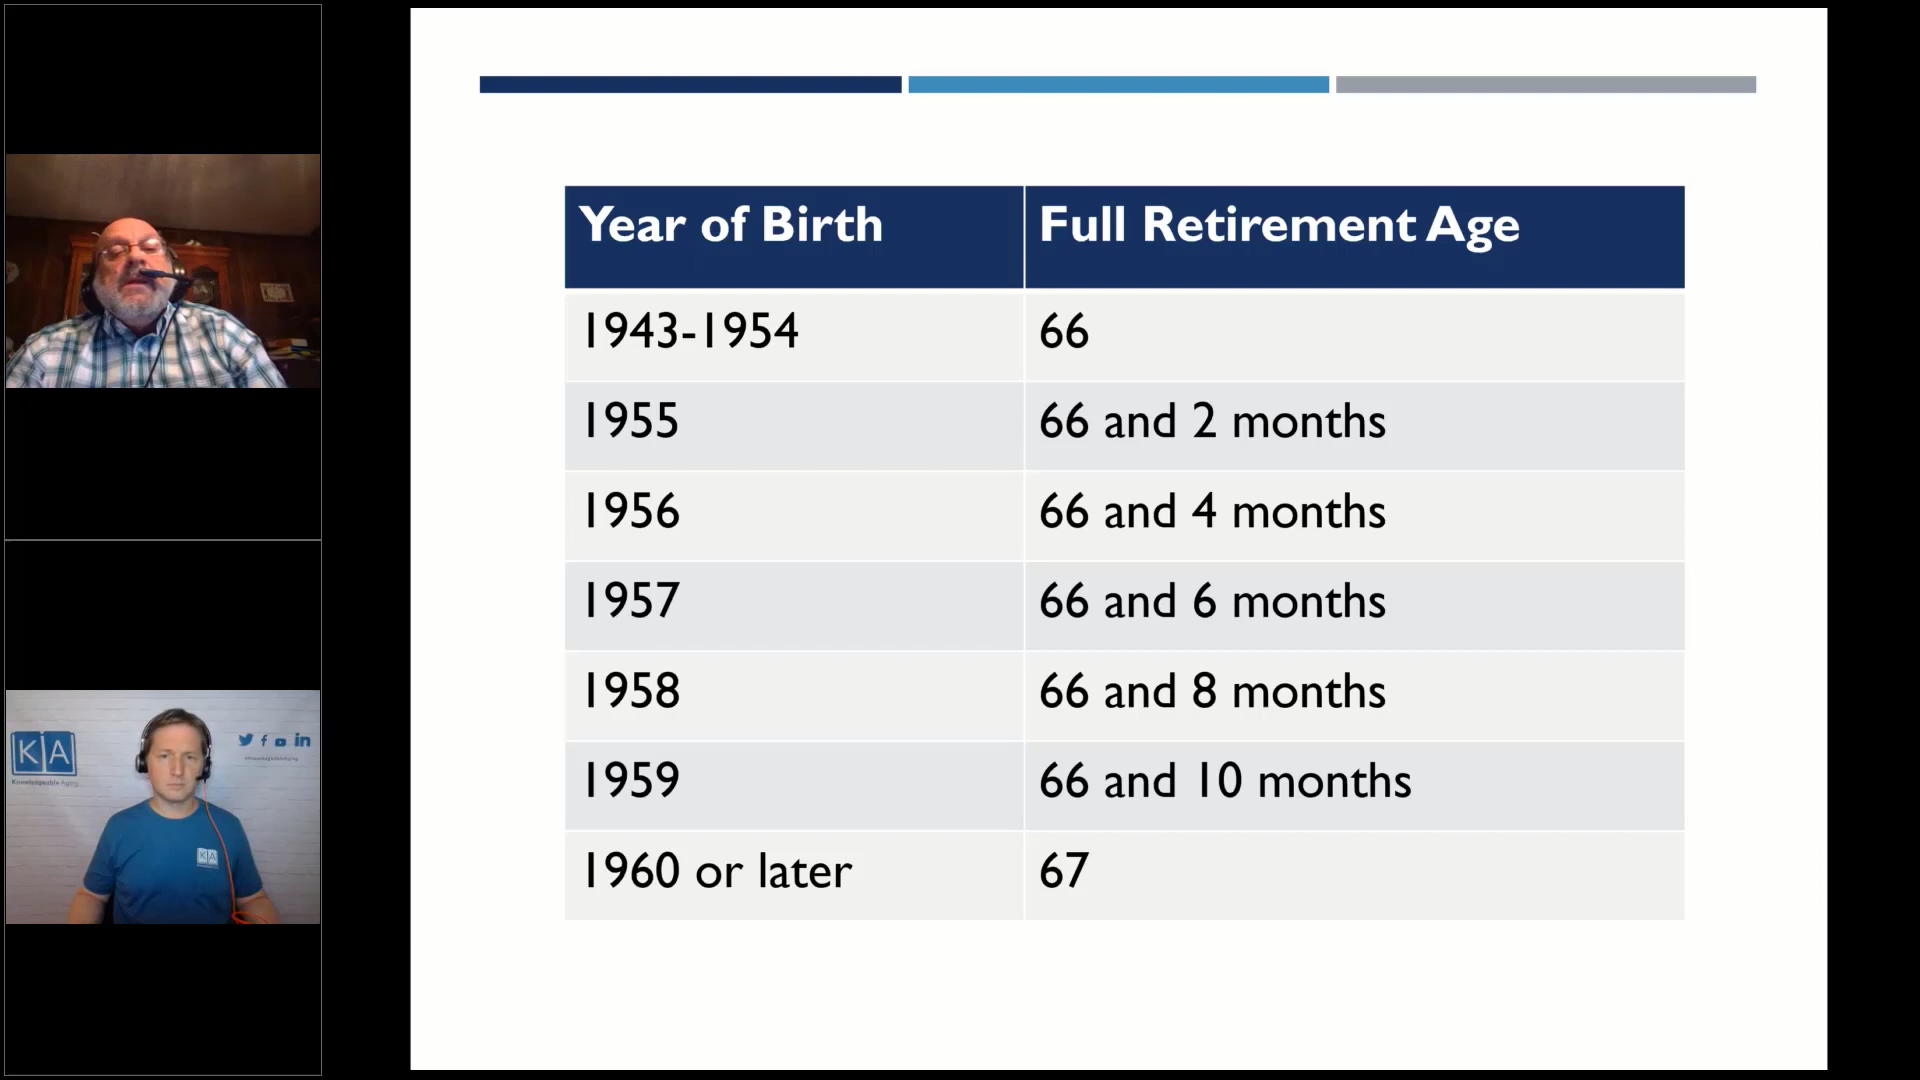 Year of Birth Full Retirement Age
1943-1954 66
1955 66 and 2 months
1956 66 and 4 months
1957 66 and 6 months
1958 66 and 8 months
1959 66 and 10 months
1960 or later 67
KA
Knowledgeable Aging
KA